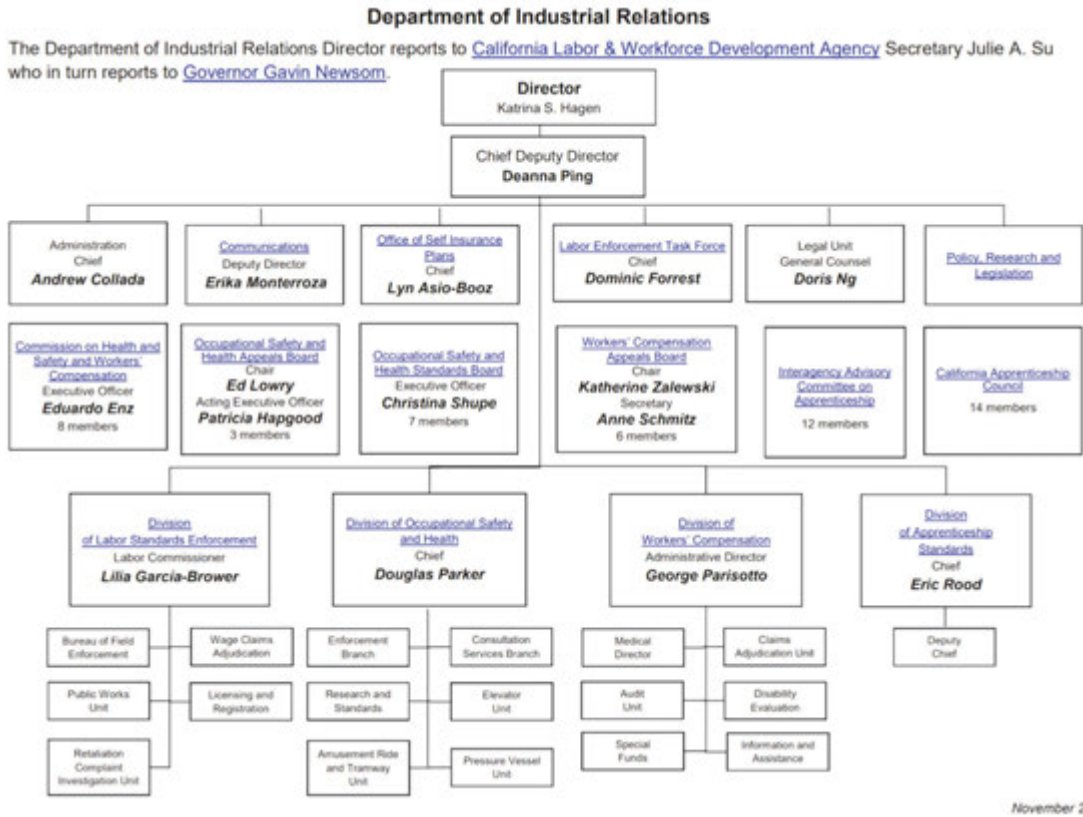 Department of Industrial Relations
The Department of Industrial Relations Director reports to California Labor & Workforce Development Agency Secretary Julie A. Su
who in turn reports to Governor Gavin Newsom.
Director
Katrina S. Hagen
Chief Deputy Director
Deanna Ping
Administration
Chief
Andrew Collada
Communications
Deputy Director
Erika Monterroza
Office of Self Insurance
Plans
Chief
Lyn Asio-Booz
Labor Enforcement Task Force
Chief
Dominic Forrest
Legal Unit
General Counsel
Doris Ng
Policy, Research and
Legislation
Commission on Health and
Safety and Workers'
Compensation
Executive Officer
Eduardo Enz
8 members
Occupational Safety and
Health Appeals Board
Chair
Ed Lowry
Acting Executive Officer
Patricia Hapgood
3 members
Occupational Safety and
Health Standards Board
Executive Officer
Christina Shupe
7 members
Workers' Compensation
Appeals Board
Chair
Katherine Zalewski
Secretary
Anne Schmitz
6 members
Interagency Advisory
Committee on
Apprenticeship
12 members
California Apprenticeship
Council
14 members
Division
of Labor Standards Enforcement
Labor Commissioner
Lilia Garcia-Brower
Division of Occupational Safety
and Health
Chief
Douglas Parker
Division of
Workers' Compensation
Administrative Director
George Parisotto
Division
of Apprenticeship
Standards
Chief
Eric Rood
Bureau of Field
Enforcement
Wage Claims
Adjudication
Public Works
Unit
Licensing and
Registration
Retaliation
Complaint
Investigation Unit
Enforcement
Branch
Consultation
Services Branch
Research and
Standards
Elevator
Unit
Amusement Ride
and Tramway
Unit
Pressure Vessel
Unit
Medical
Director
Claims
Adjudication Unit
Audit
Unit
Disability
Evaluation
Special
Funds
Information and
Assistance
Deputy
Chief
November 2